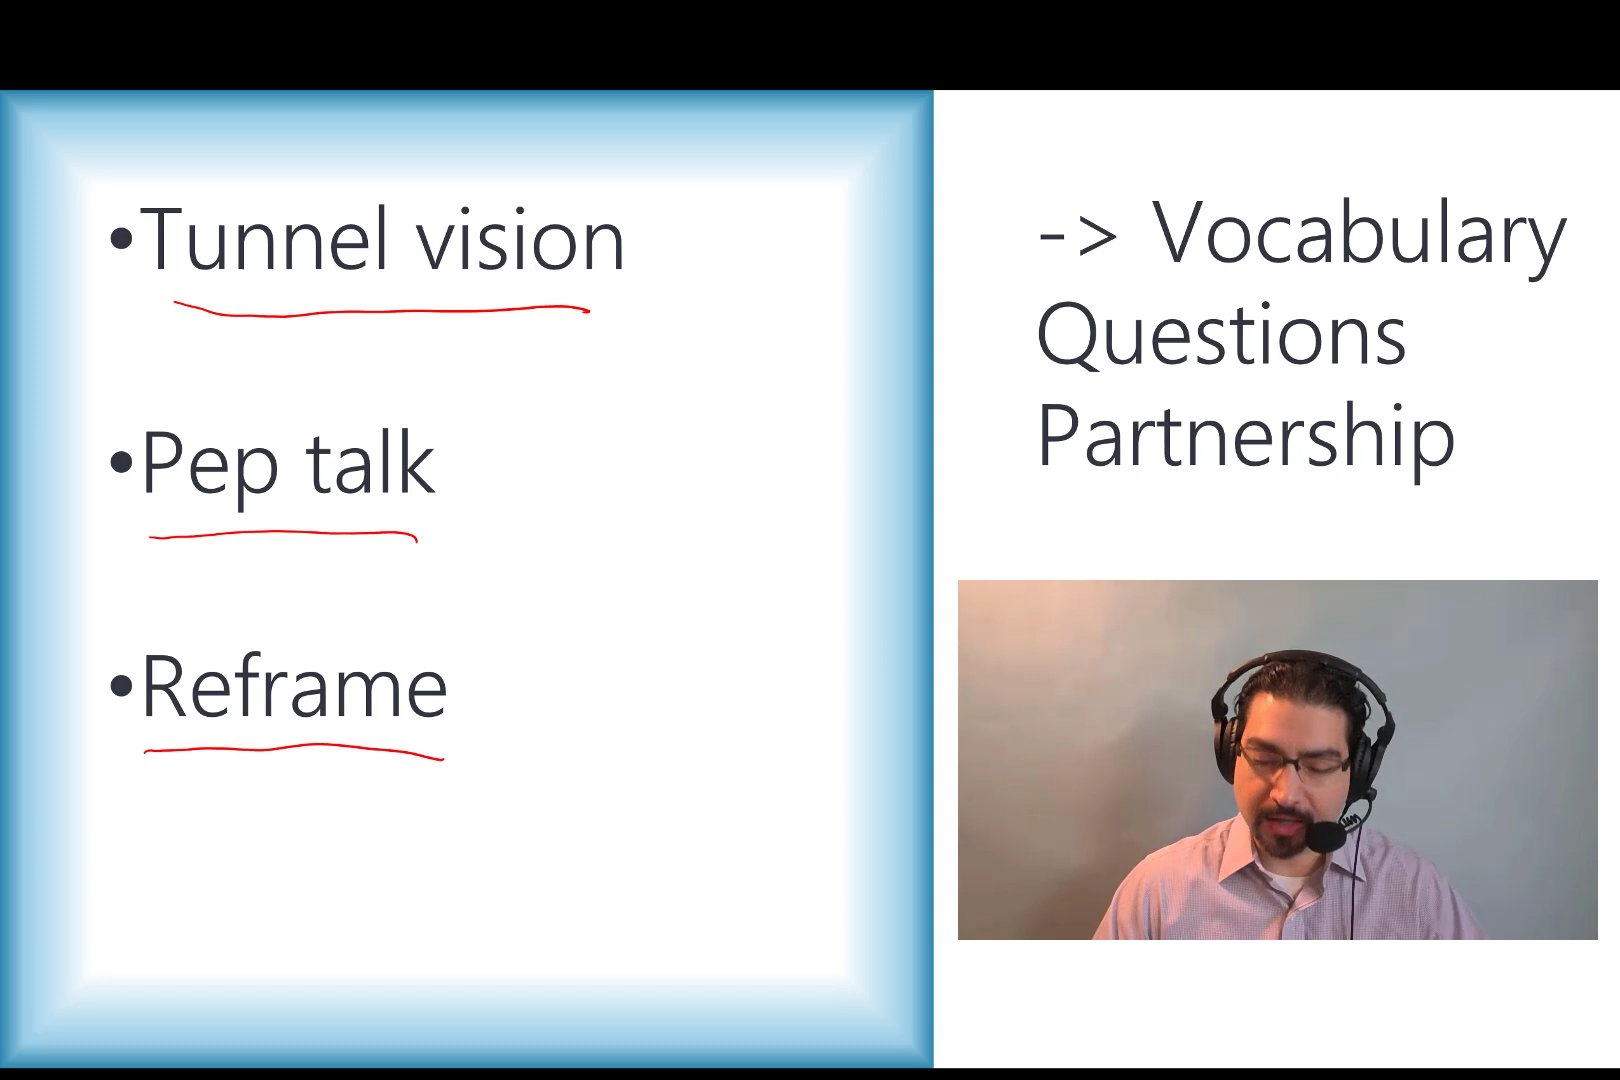 •Tunnel vision
•Pep talk
•Reframe
-> Vocabulary
Questions
Partnership